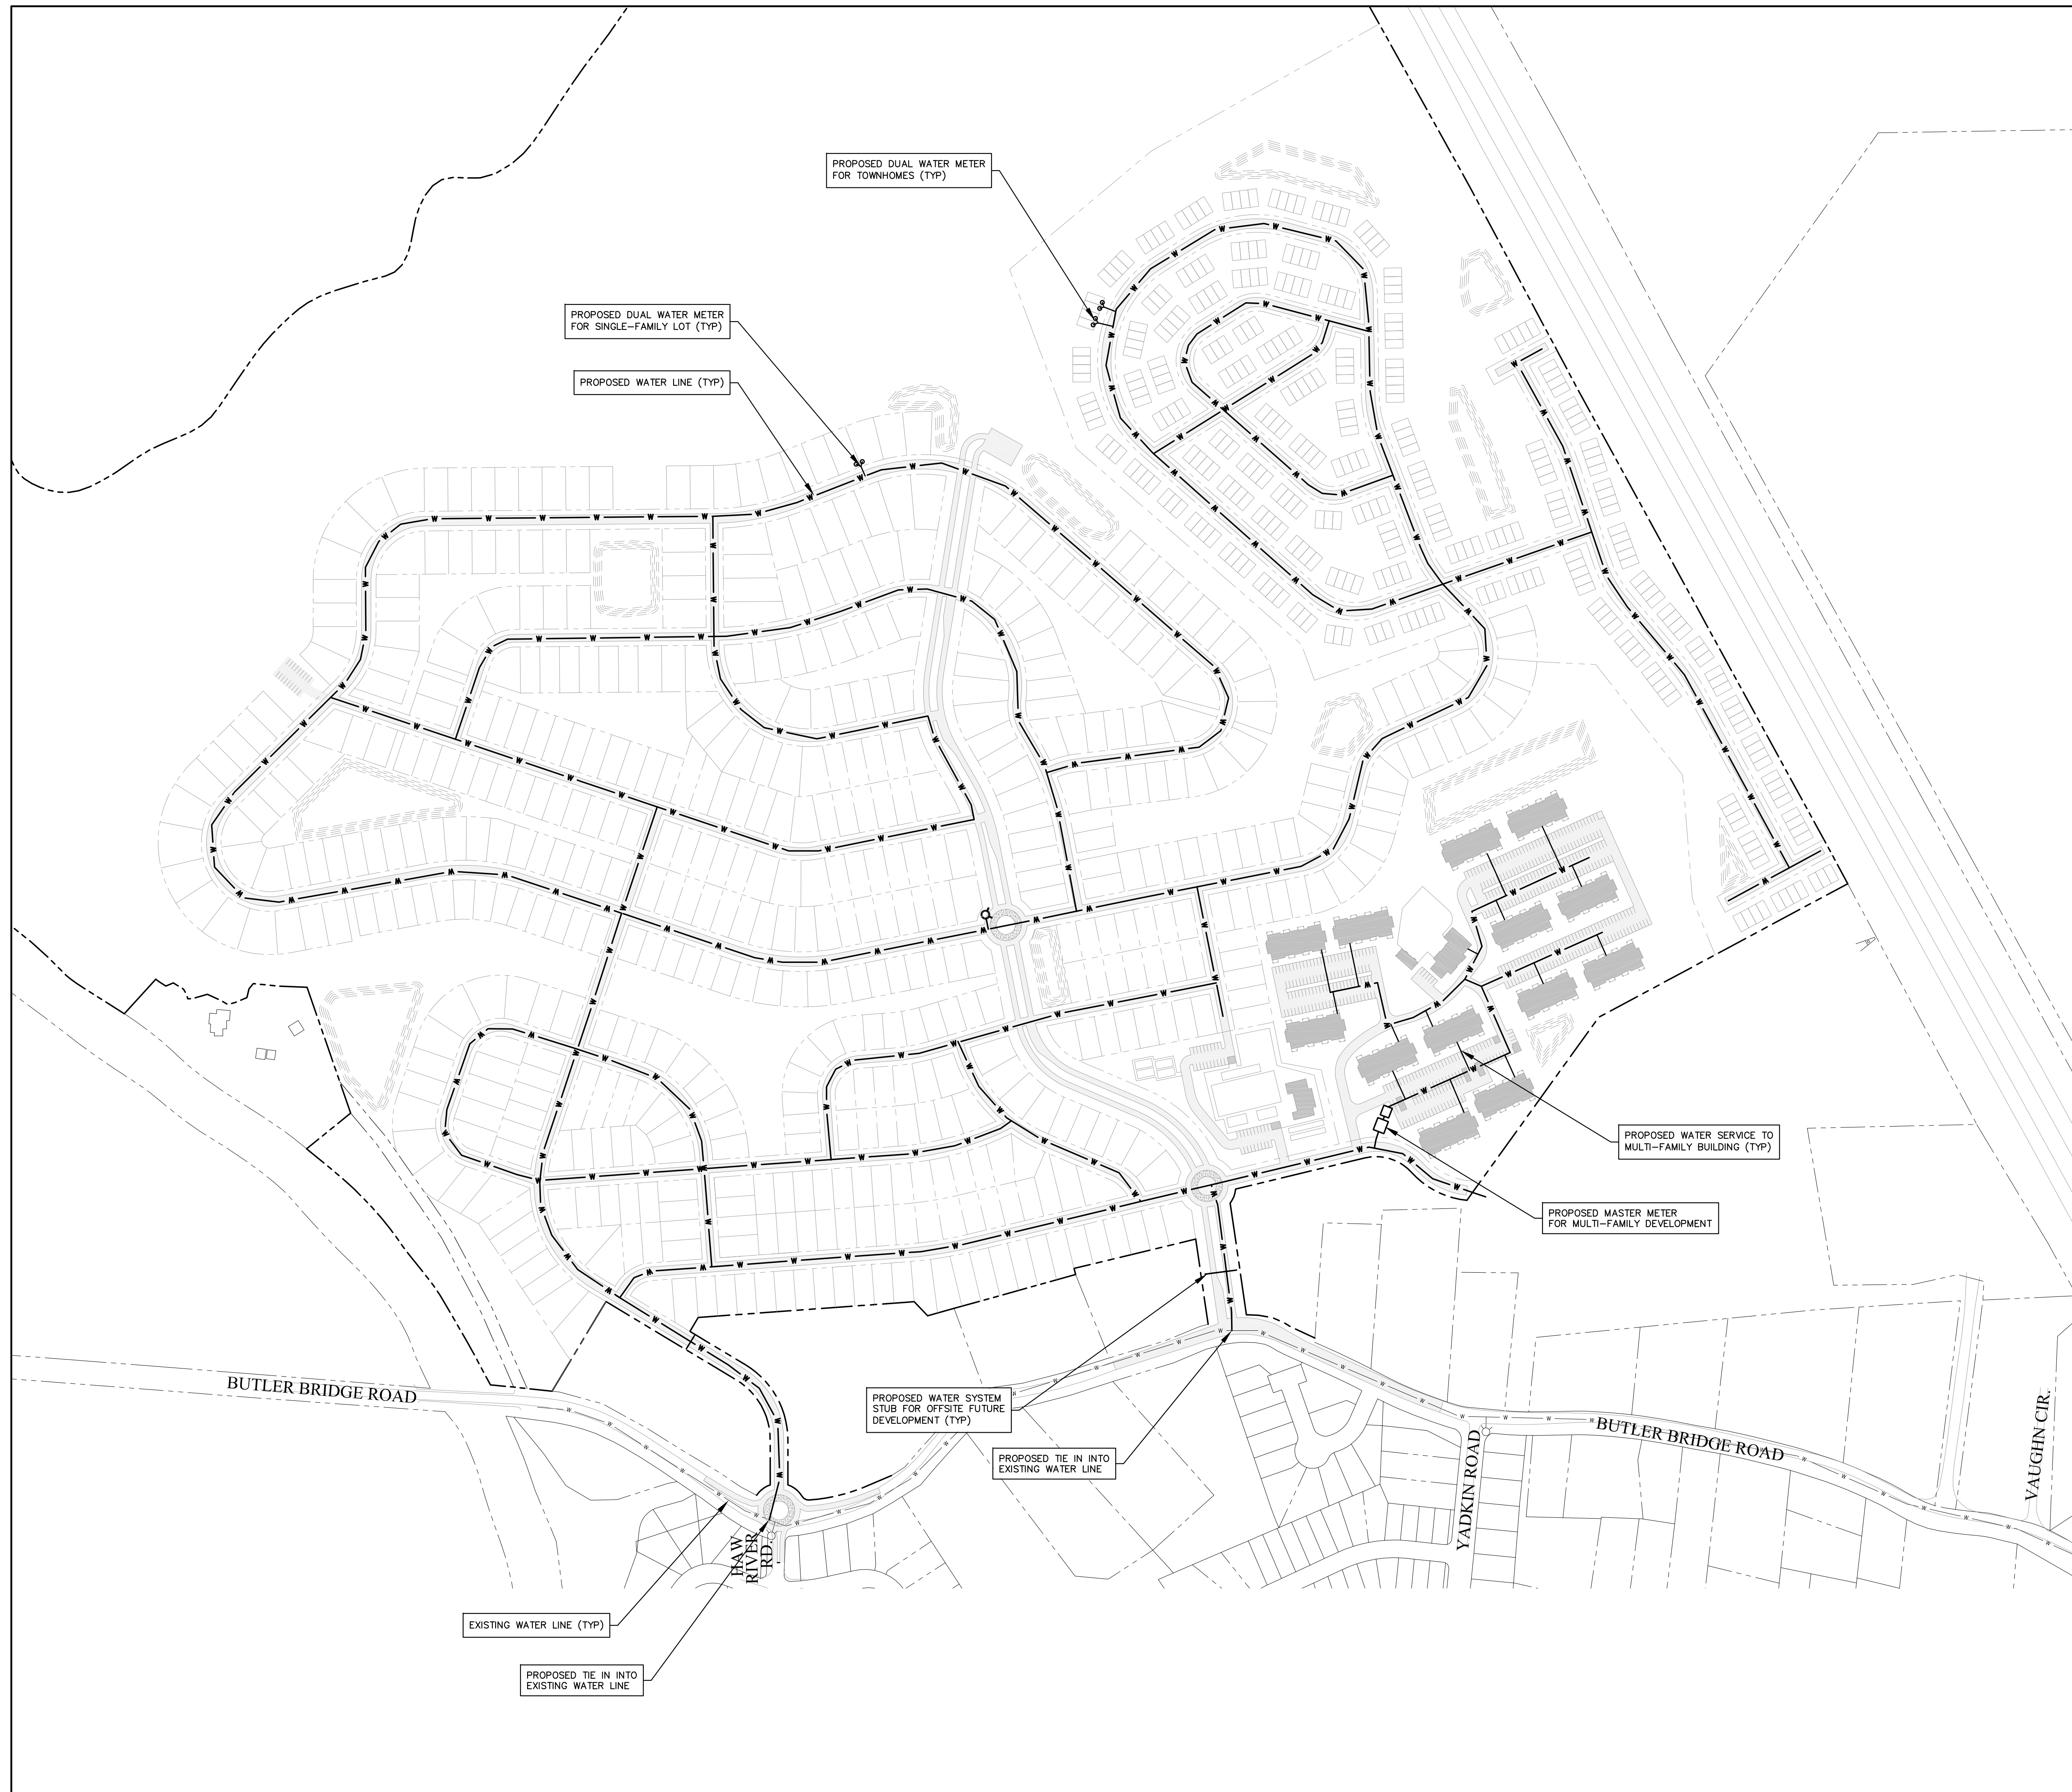 PROPOSED DUAL WATER METER
FOR TOWNHOMES (TYP)
PROPOSED DUAL WATER METER
FOR SINGLE-FAMILY LOT (TYP)
PROPOSED WATER LINE (TYP)
PROPOSED WATER SERVICE TO
MULTI-FAMILY BUILDING (TYP)
PROPOSED MASTER METER
FOR MULTI-FAMILY DEVELOPMENT
BUTLER BRIDGE ROAD
PROPOSED WATER SYSTEM
STUB FOR OFFSITE FUTURE
DEVELOPMENT (TYP)
PROPOSED TIE IN INTO
EXISTING WATER LINE
BUTLER BRIDGE ROAD
YADKIN ROAD
VAUGHN CIR.
HAW
RIVER
RD.
EXISTING WATER LINE (TYP)
PROPOSED TIE IN INTO
EXISTING WATER LINE